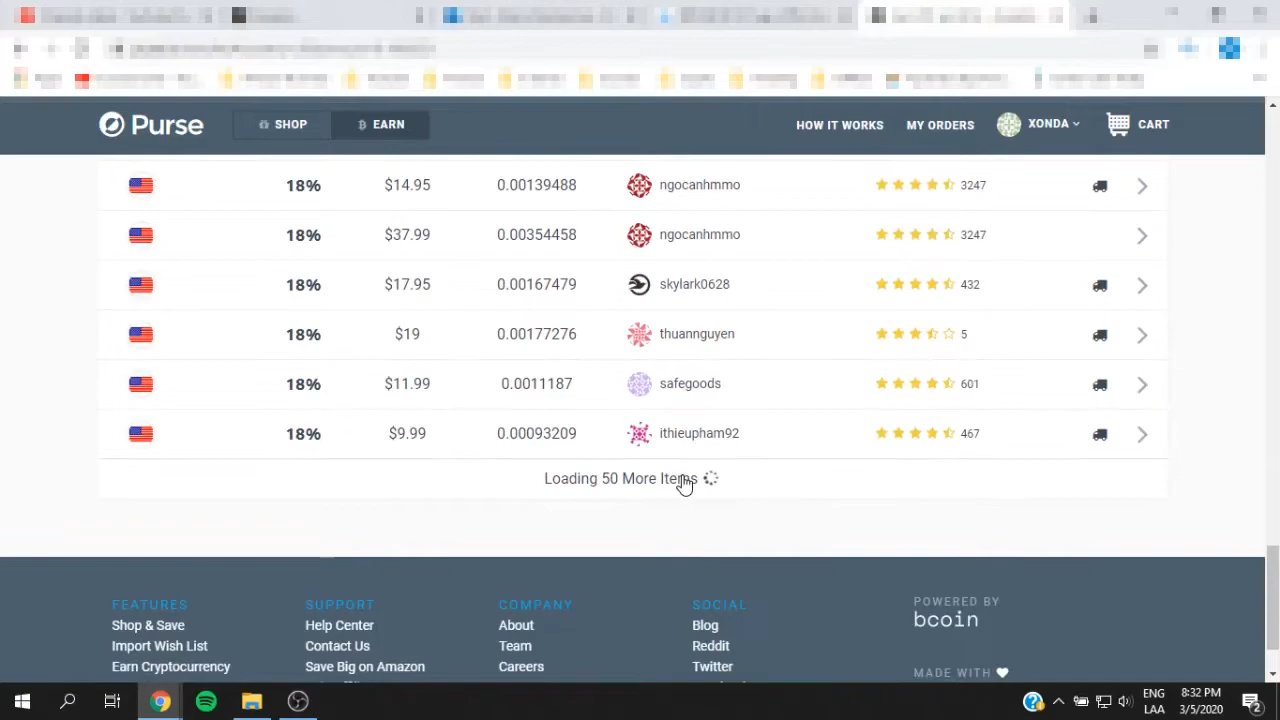 Purse SHOP EARN HOW IT WORKS MY ORDERS XONDA CART
18% $14.95 0.00139488 ngocanhmmo 3247
18% $37.99 0.00354458 ngocanhmmo 3247
18% $17.95 0.00167479 skylark0628 432
18% $19 0.00177276 thuannguyen 5
18% $11.99 0.0011187 safegoods 601
18% $9.99 0.00093209 ithieupham92 467
Loading 50 More Items
FEATURES SUPPORT COMPANY SOCIAL POWERED BY
bcoin
Shop & Save Help Center About Blog
Import Wish List Contact Us Team Reddit
Earn Cryptocurrency Save Big on Amazon Careers Twitter MADE WITH
ENG 8:32 PM
LAA 3/5/2020 2